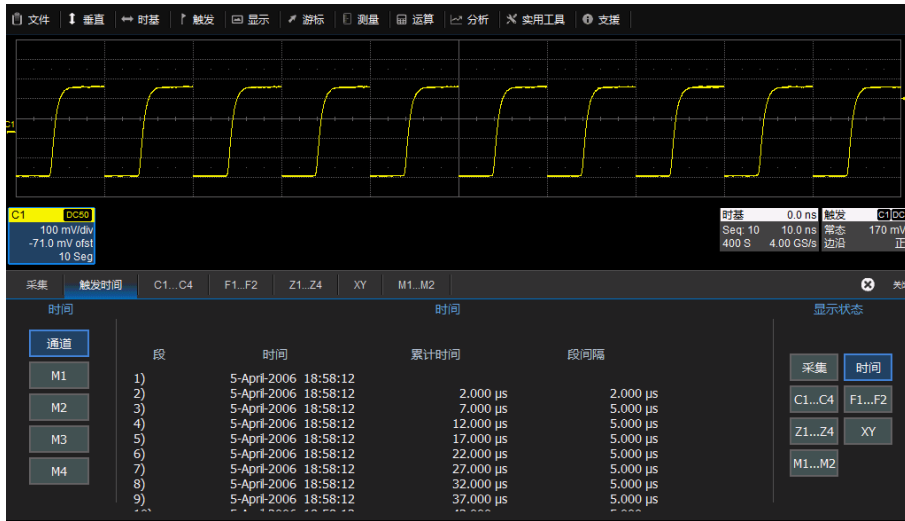 文件 垂直 时基 触发 显示 游标 测量 运算 分析 实用工具 支援
C1
C1 DC50
100 mV/div
-71.0 mV ofst
10 Seg
时基 0.0 ns
Seq: 10 10.0 ns
400 S 4.00 GS/s
触发 C1 DC
常态 170 mV
边沿 正
采集 触发时间 C1...C4 F1...F2 Z1...Z4 XY M1...M2
时间 时间 显示状态
通道
M1
M2
M3
M4
段 时间 累计时间 段间隔
1) 5-April-2006 18:58:12
2) 5-April-2006 18:58:12 2.000 µs 2.000 µs
3) 5-April-2006 18:58:12 7.000 µs 5.000 µs
4) 5-April-2006 18:58:12 12.000 µs 5.000 µs
5) 5-April-2006 18:58:12 17.000 µs 5.000 µs
6) 5-April-2006 18:58:12 22.000 µs 5.000 µs
7) 5-April-2006 18:58:12 27.000 µs 5.000 µs
8) 5-April-2006 18:58:12 32.000 µs 5.000 µs
9) 5-April-2006 18:58:12 37.000 µs 5.000 µs
采集 时间
C1...C4 F1...F2
Z1...Z4 XY
M1...M2